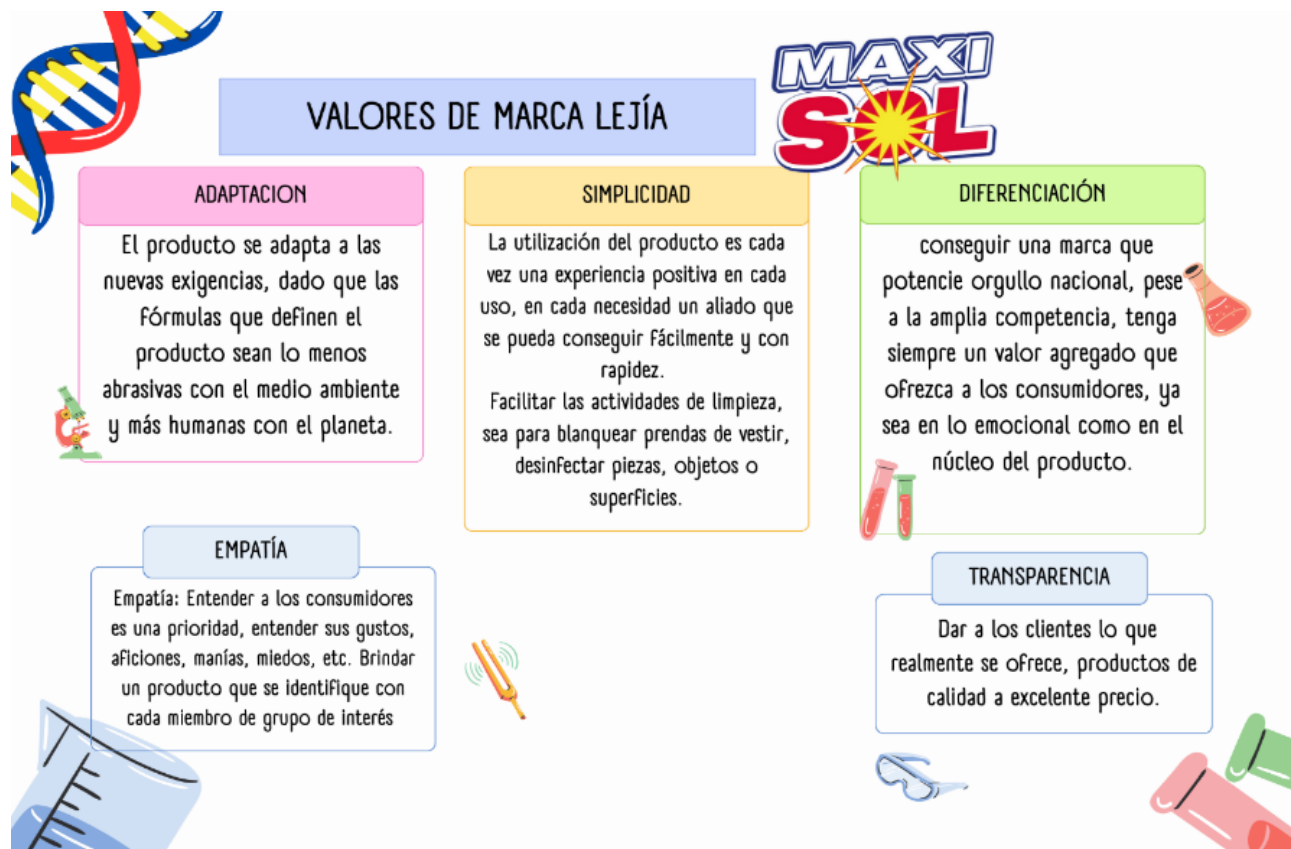 VALORES DE MARCA LEJÍA
MAXI
SOL
ADAPTACION
El producto se adapta a las
nuevas exigencias, dado que las
fórmulas que definen el
producto sean lo menos
abrasivas con el medio ambiente
y más humanas con el planeta.
SIMPLICIDAD
La utilización del producto es cada
vez una experiencia positiva en cada
uso, en cada necesidad un aliado que
se pueda conseguir fácilmente y con
rapidez.
Facilitar las actividades de limpieza,
sea para blanquear prendas de vestir,
desinfectar piezas, objetos o
superficies.
DIFERENCIACIÓN
conseguir una marca que
potencie orgullo nacional, pese
a la amplia competencia, tenga
siempre un valor agregado que
ofrezca a los consumidores, ya
sea en lo emocional como en el
núcleo del producto.
EMPATÍA
Empatía: Entender a los consumidores
es una prioridad, entender sus gustos,
aficiones, manías, miedos, etc. Brindar
un producto que se identifique con
cada miembro de grupo de interés
TRANSPARENCIA
Dar a los clientes lo que
realmente se ofrece, productos de
calidad a excelente precio.